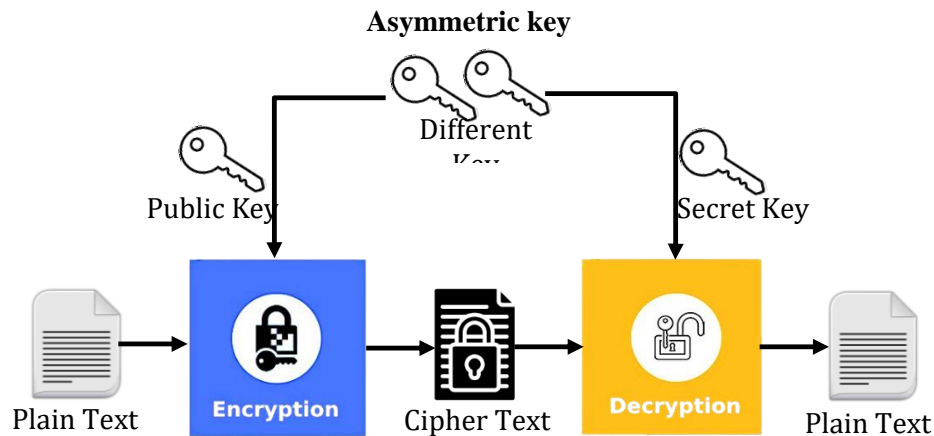 Asymmetric key
Different
Public Key
Secret Key
Encryption
Decryption
Plain Text
Cipher Text
Plain Text